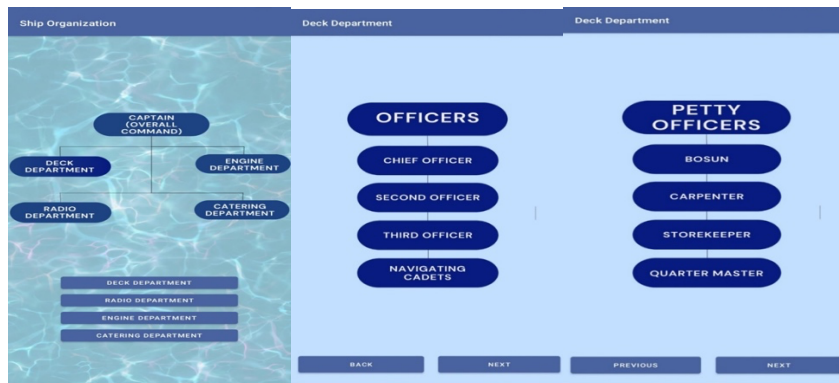 Ship Organization
CAPTAIN
(OVERALL
COMMAND)
DECK
DEPARTMENT
ENGINE
DEPARTMENT
RADIO
DEPARTMENT
CATERING
DEPARTMENT
DECK DEPARTMENT
RADIO DEPARTMENT
ENGINE DEPARTMENT
CATERING DEPARTMENT
Deck Department
OFFICERS
CHIEF OFFICER
SECOND OFFICER
THIRD OFFICER
NAVIGATING
CADETS
BACK
NEXT
Deck Department
PETTY
OFFICERS
BOSUN
CARPENTER
STOREKEEPER
QUARTER MASTER
PREVIOUS
NEXT